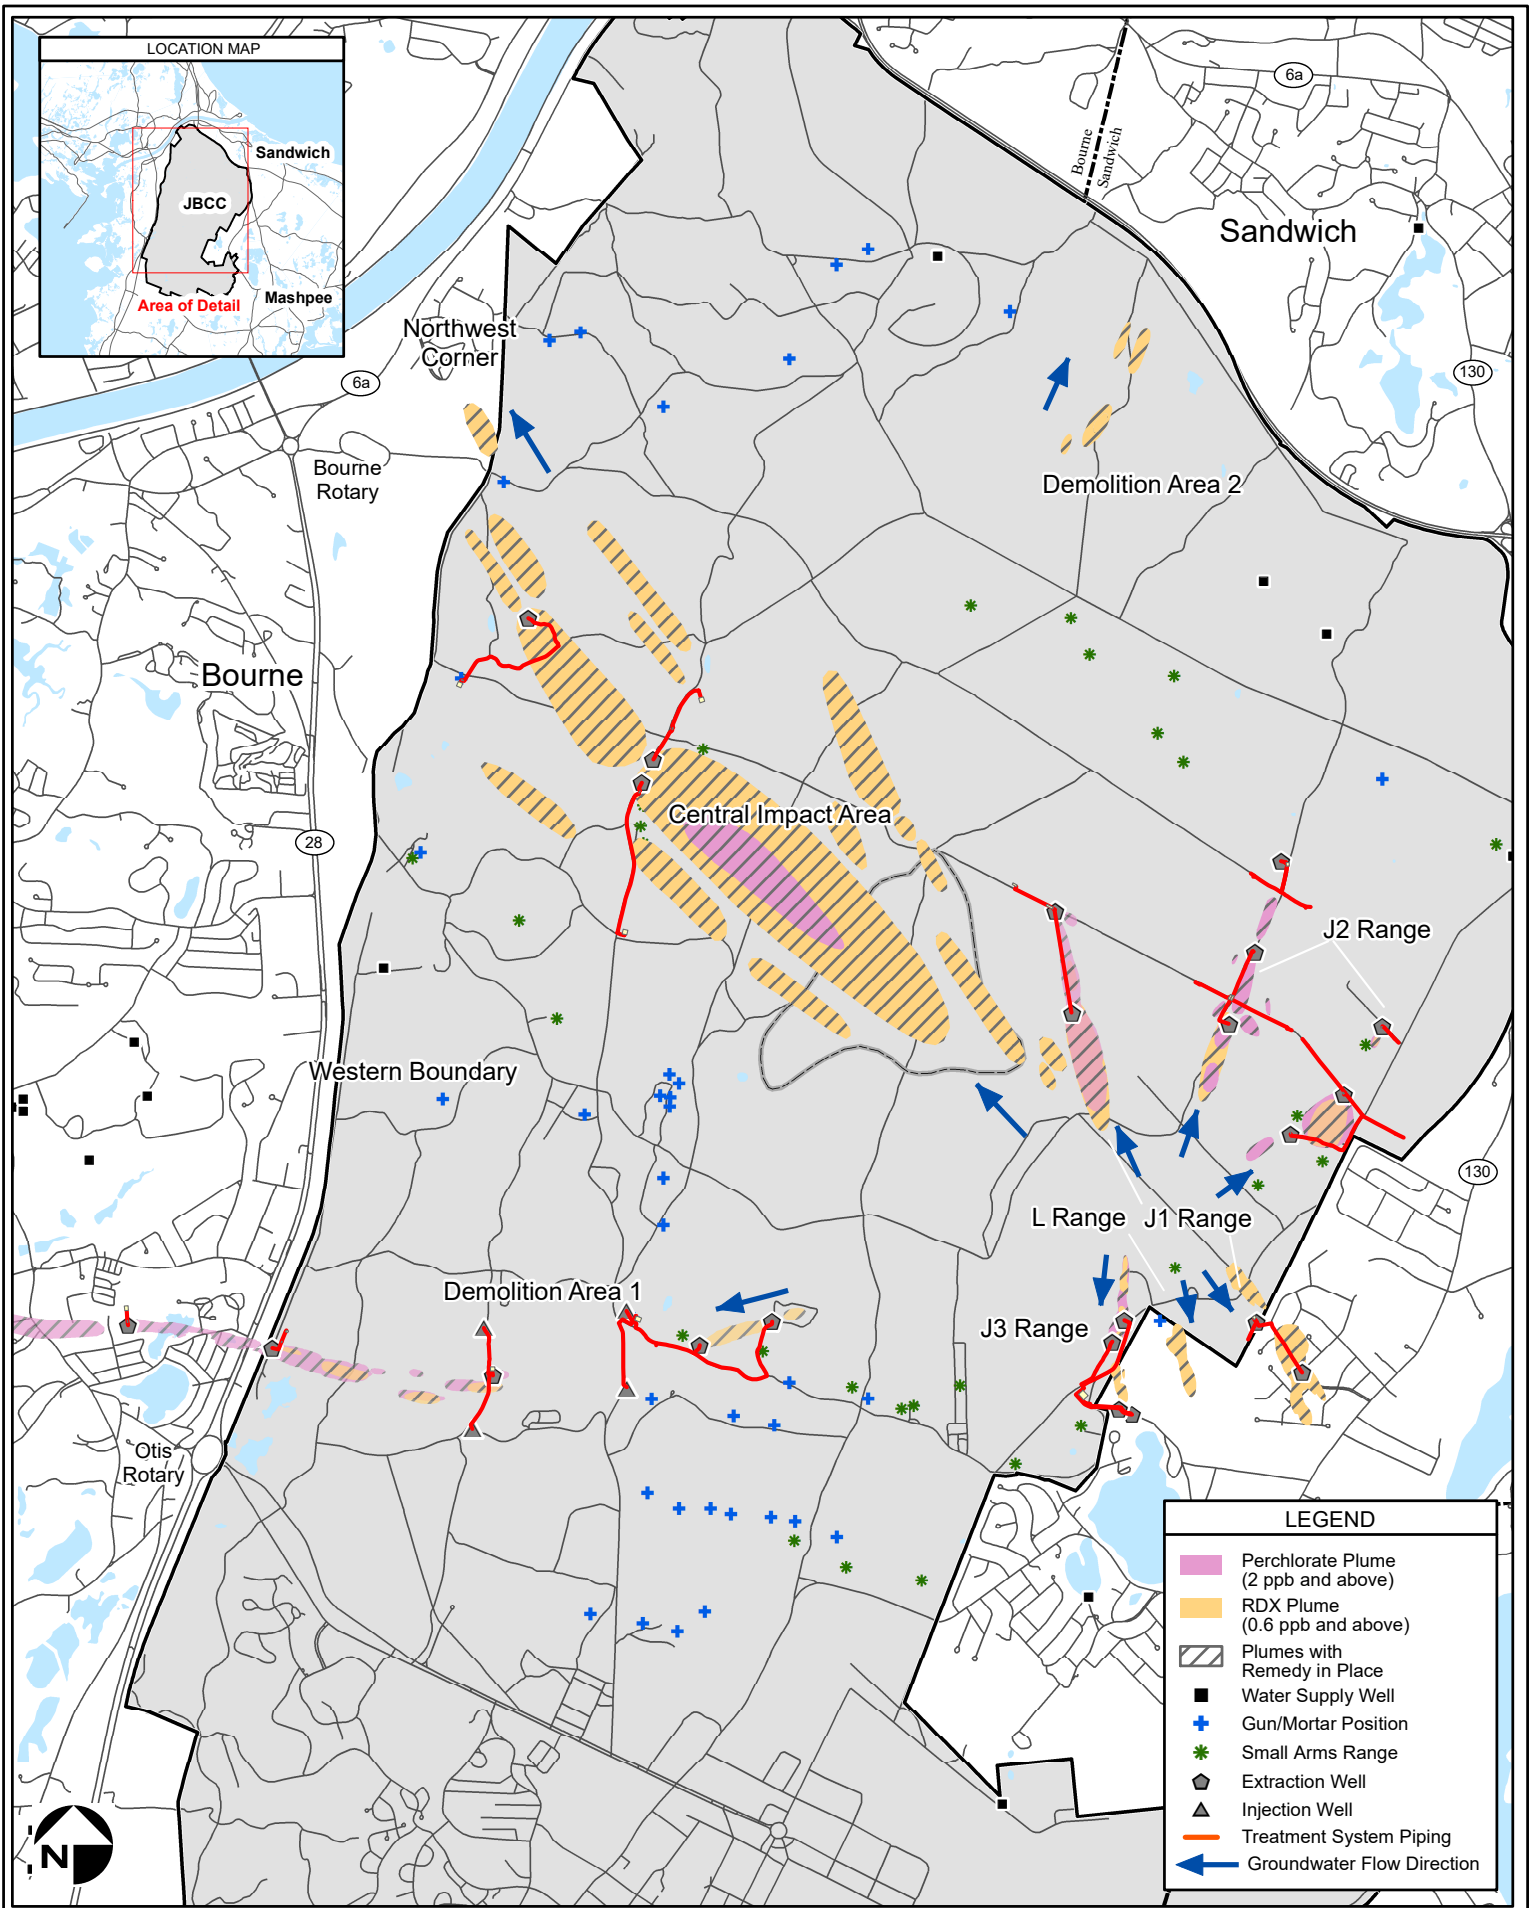 LOCATION MAP
Sandwich
JBCC
Area of Detail
Mashpee
6a
Bourne
Sandwich
Sandwich
Northwest
Corner
6a
130
Bourne
Rotary
Demolition Area 2
Bourne
Central Impact Area
28
J2 Range
Western Boundary
130
L Range
J1 Range
Demolition Area 1
J3 Range
Otis
Rotary
LEGEND
Perchlorate Plume
(2 ppb and above)
RDX Plume
(0.6 ppb and above)
Plumes with
Remedy in Place
Water Supply Well
Gun/Mortar Position
Small Arms Range
Extraction Well
Injection Well
Treatment System Piping
Groundwater Flow Direction
N